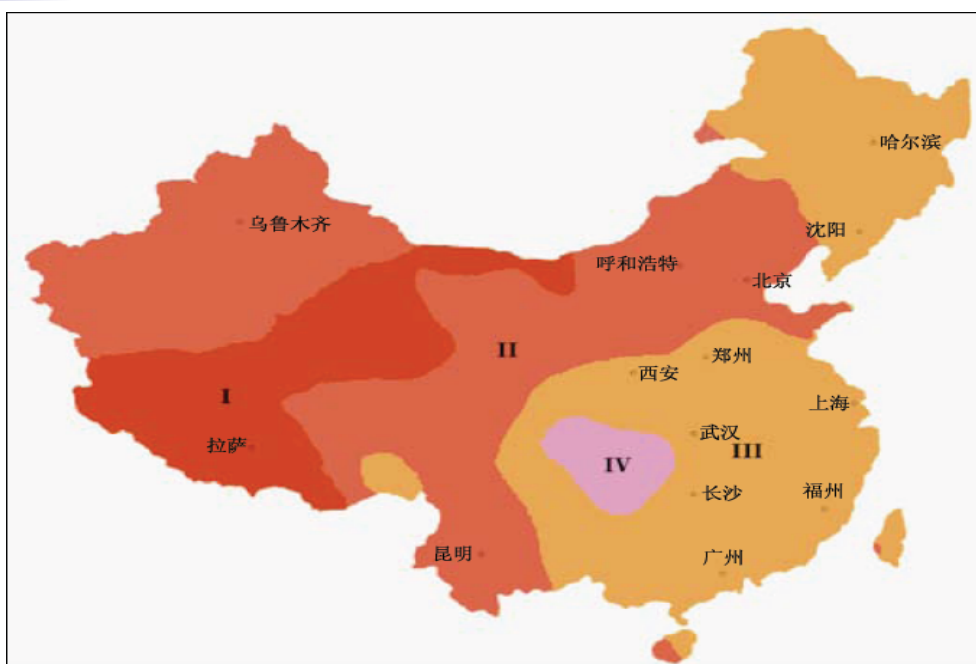 哈尔滨
乌鲁木齐
沈阳
呼和浩特
北京
II
郑州
西安
I
上海
拉萨
武汉
III
IV
长沙
福州
昆明
广州